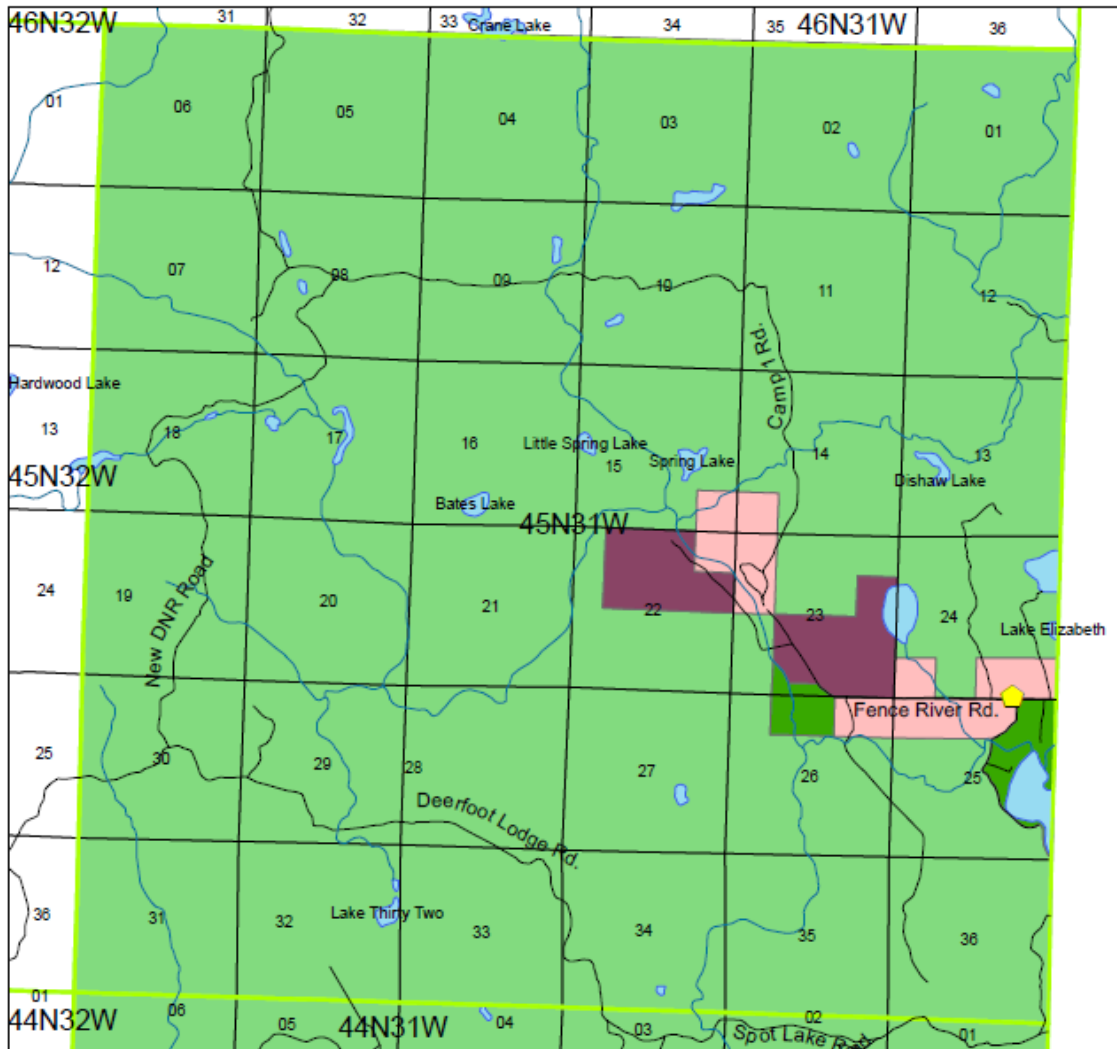 31
32
33
34
35
36
46N32W
Crane Lake
46N31W
01
06
05
04
03
02
01
12
07
08
09
10
11
12
Camp 1 Rd.
Hardwood Lake
13
18
17
16
Little Spring Lake
15
Spring Lake
14
13
45N32W
Dishaw Lake
Bates Lake
45N31W
24
19
20
21
22
23
24
Lake Elizabeth
New DNR Road
Fence River Rd.
25
30
29
28
27
26
25
Deerfoot Lodge Rd.
36
31
32
Lake Thirty Two
33
34
35
36
01
06
05
04
03
02
01
44N32W
44N31W
Spot Lake Road